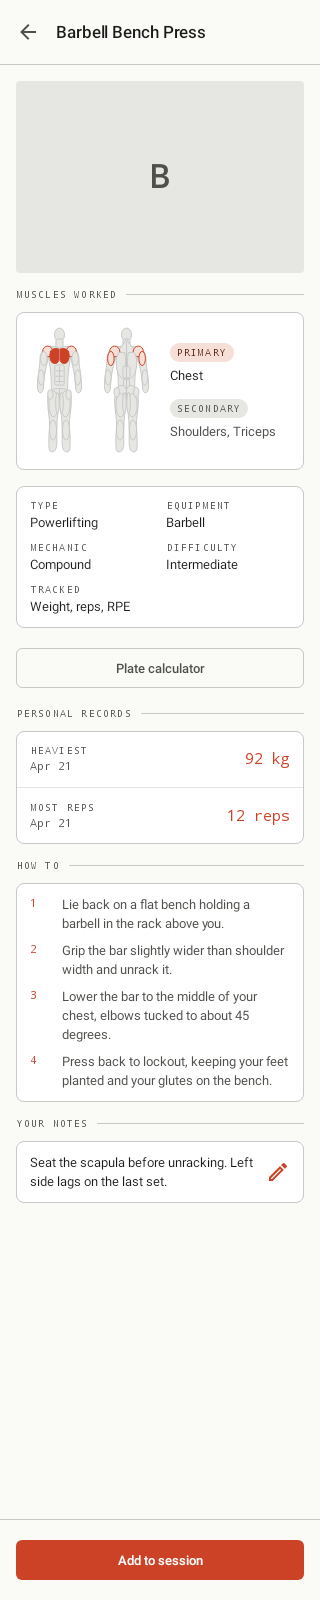 Barbell Bench Press
B
MUSCLES WORKED
PRIMARY
Chest
SECONDARY
Shoulders, Triceps
TYPE
Powerlifting
EQUIPMENT
Barbell
MECHANIC
Compound
DIFFICULTY
Intermediate
TRACKED
Weight, reps, RPE
Plate calculator
PERSONAL RECORDS
HEAVIEST
Apr 21
92 kg
MOST REPS
Apr 21
12 reps
HOW TO
1 Lie back on a flat bench holding a
barbell in the rack above you.
2 Grip the bar slightly wider than shoulder
width and unrack it.
3 Lower the bar to the middle of your
chest, elbows tucked to about 45
degrees.
4 Press back to lockout, keeping your feet
planted and your glutes on the bench.
YOUR NOTES
Seat the scapula before unracking. Left
side lags on the last set.
Add to session